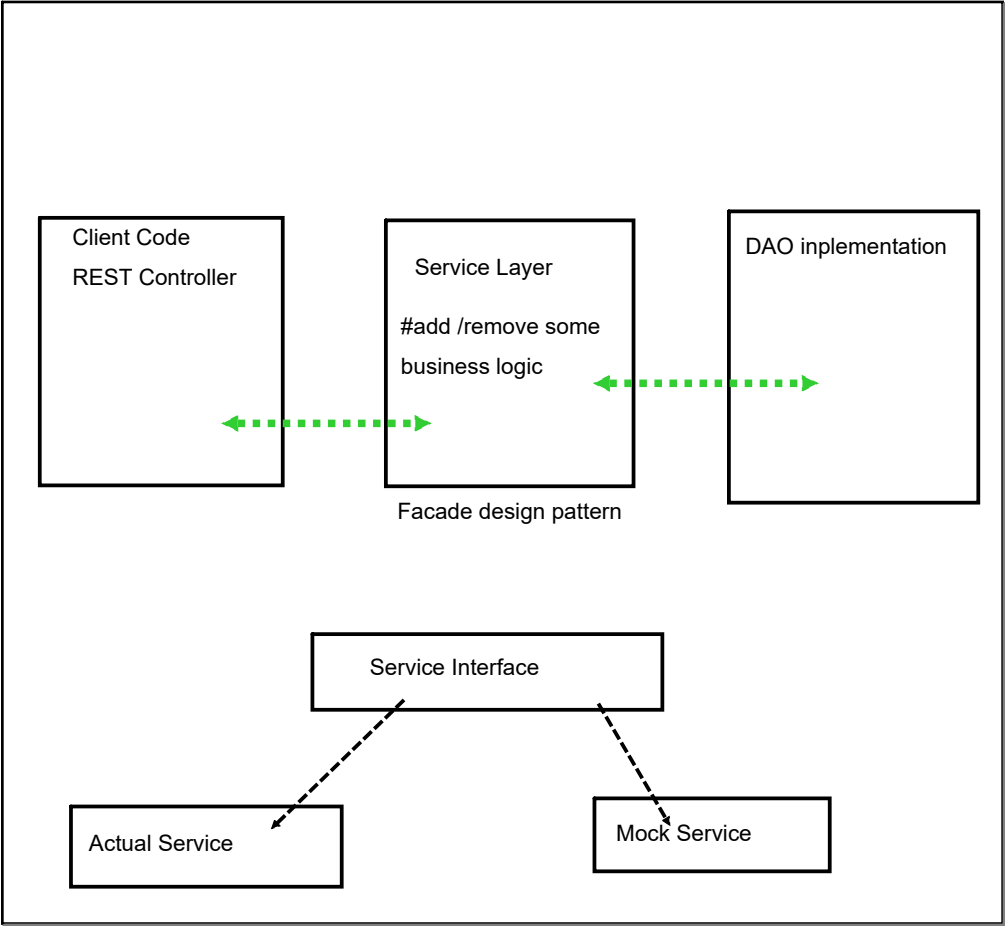 Client Code
REST Controller
Service Layer
#add /remove some
business logic
DAO inplementation
Facade design pattern
Service Interface
Actual Service
Mock Service